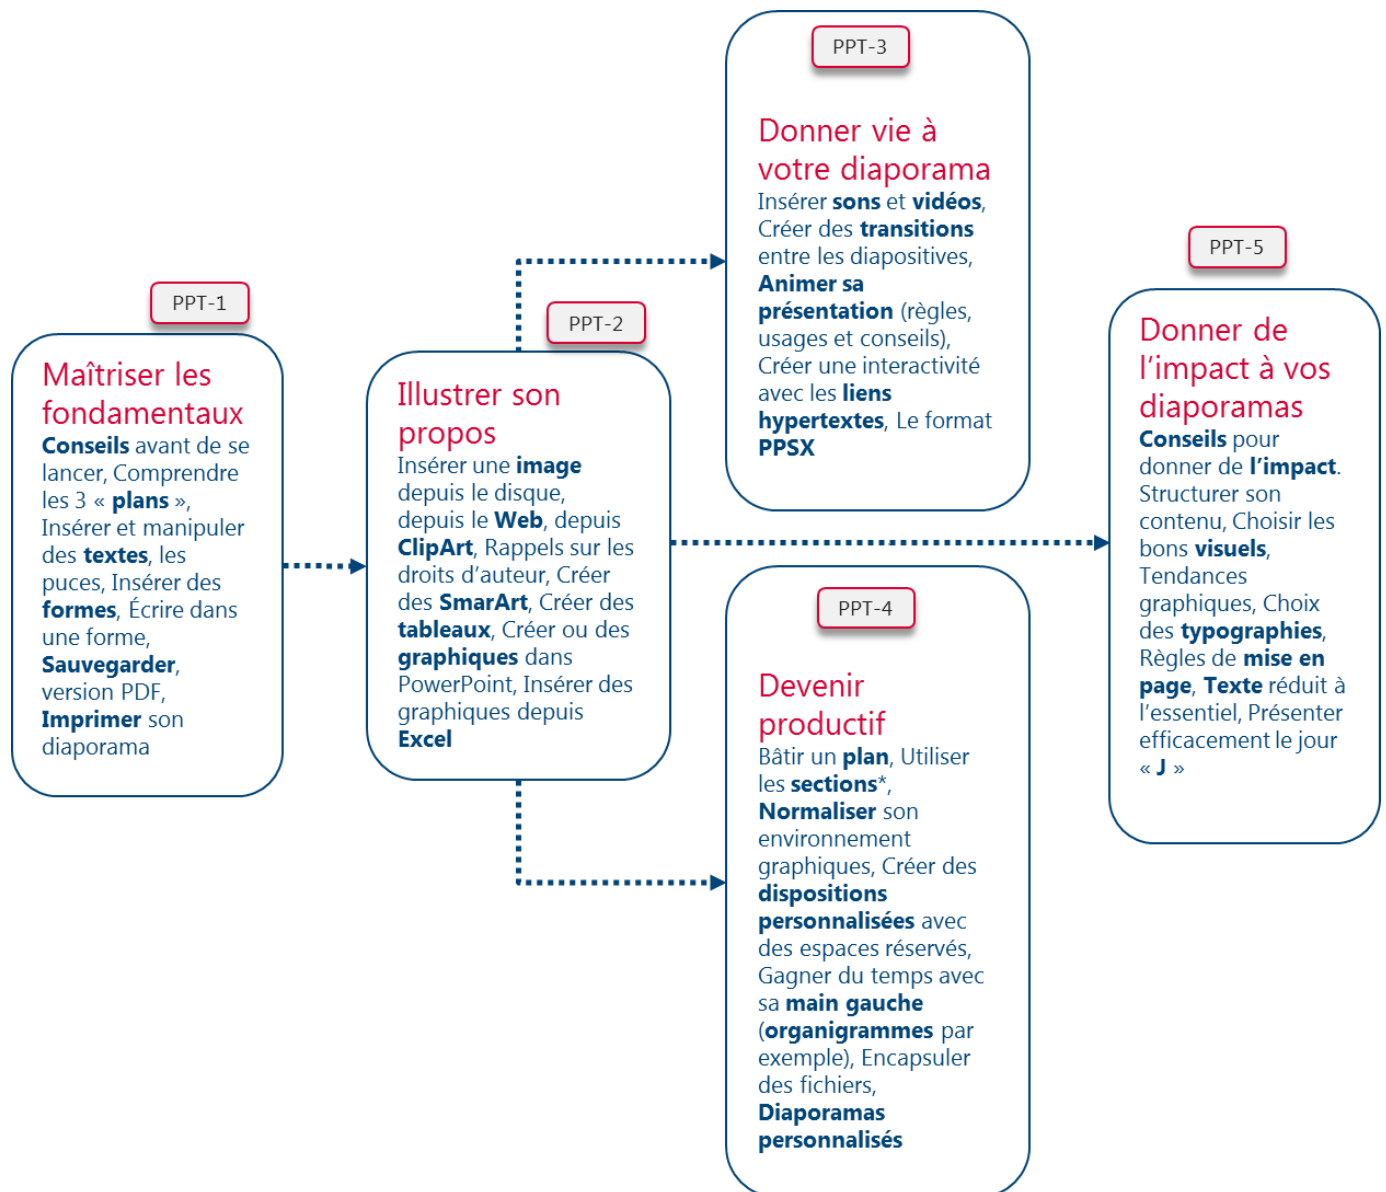 PPT-1
Maîtriser les
fondamentaux
Conseils avant de se
lancer, Comprendre
les 3 « plans »,
Insérer et manipuler
des textes, les
puces, Insérer des
formes, Écrire dans
une forme,
Sauvegarder,
version PDF,
Imprimer son
diaporama
PPT-2
Illustrer son
propos
Insérer une image
depuis le disque,
depuis le Web, depuis
ClipArt, Rappels sur les
droits d’auteur, Créer
des SmarArt, Créer des
tableaux, Créer ou des
graphiques dans
PowerPoint, Insérer des
graphiques depuis
Excel
PPT-3
Donner vie à
votre diaporama
Insérer sons et vidéos,
Créer des transitions
entre les diapositives,
Animer sa
présentation (règles,
usages et conseils),
Créer une interactivité
avec les liens
hypertextes, Le format
PPSX
PPT-4
Devenir
productif
Bâtir un plan, Utiliser
les sections*,
Normaliser son
environnement
graphiques, Créer des
dispositions
personnalisées avec
des espaces réservés,
Gagner du temps avec
sa main gauche
(organigrammes par
exemple), Encapsuler
des fichiers,
Diaporamas
personnalisés
PPT-5
Donner de
l’impact à vos
diaporamas
Conseils pour
donner de l’impact.
Structurer son
contenu, Choisir les
bons visuels,
Tendances
graphiques, Choix
des typographies,
Règles de mise en
page, Texte réduit à
l’essentiel, Présenter
efficacement le jour
« J »